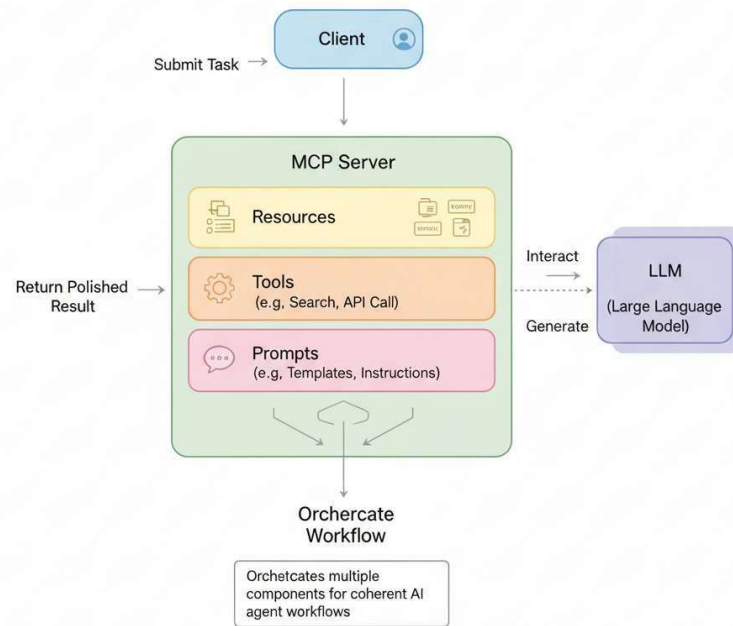 Client
Submit Task
MCP Server
Resources
Tools
(e.g, Search, API Call)
Prompts
(e.g, Templates, Instructions)
Return Polished
Result
Interact
Generate
LLM
(Large Language
Model)
Orchercate
Workflow
Orchetcates multiple
components for coherent AI
agent workflows